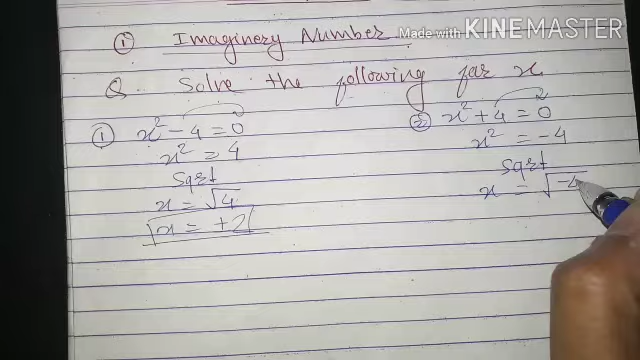 ① Imaginery Number
Made with KINEMASTER
Q. Solve the following for x
① x² - 4 = 0
x² = 4
Sqrt
x = √4
x = +2
② x² + 4 = 0
x² = -4
Sqrt
x = √-4